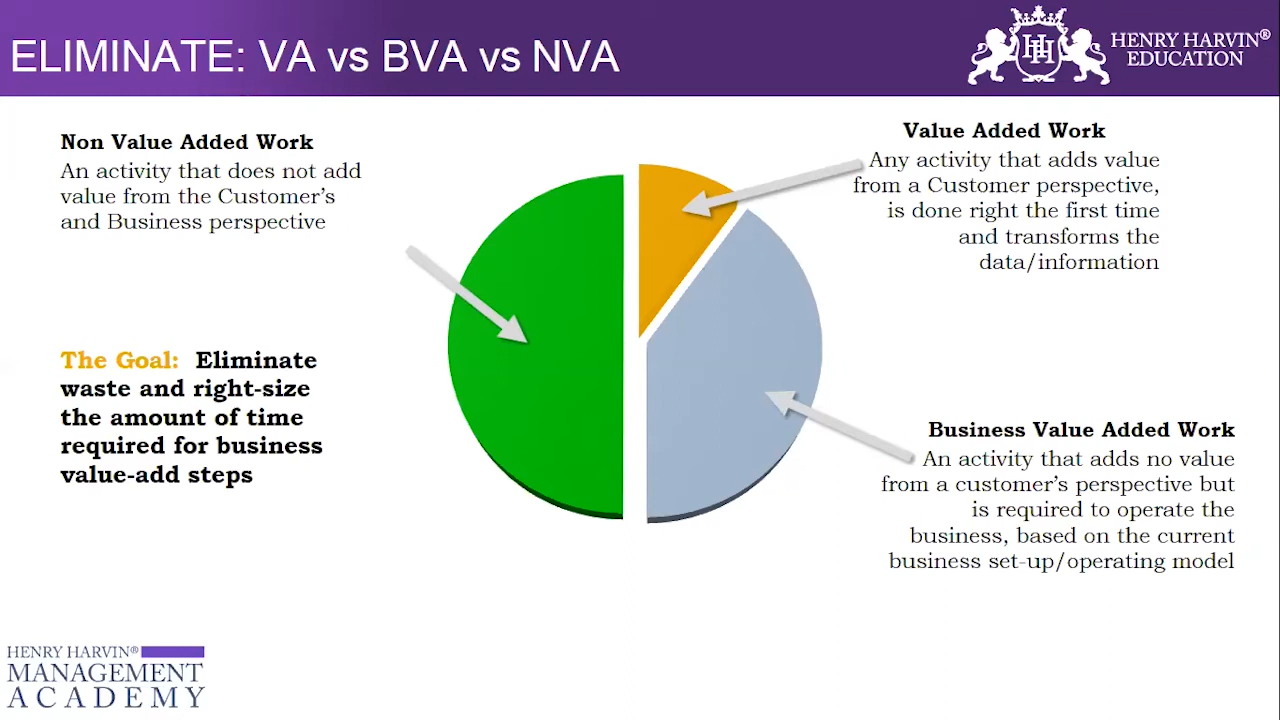 ELIMINATE: VA vs BVA vs NVA
HH
HENRY HARVIN®
EDUCATION
Non Value Added Work
An activity that does not add
value from the Customer's
and Business perspective
The Goal: Eliminate
waste and right-size
the amount of time
required for business
value-add steps
Value Added Work
Any activity that adds value
from a Customer perspective,
is done right the first time
and transforms the
data/information
Business Value Added Work
An activity that adds no value
from a customer's perspective but
is required to operate the
business, based on the current
business set-up/operating model
HENRY HARVIN®
MANAGEMENT
ACADEMY